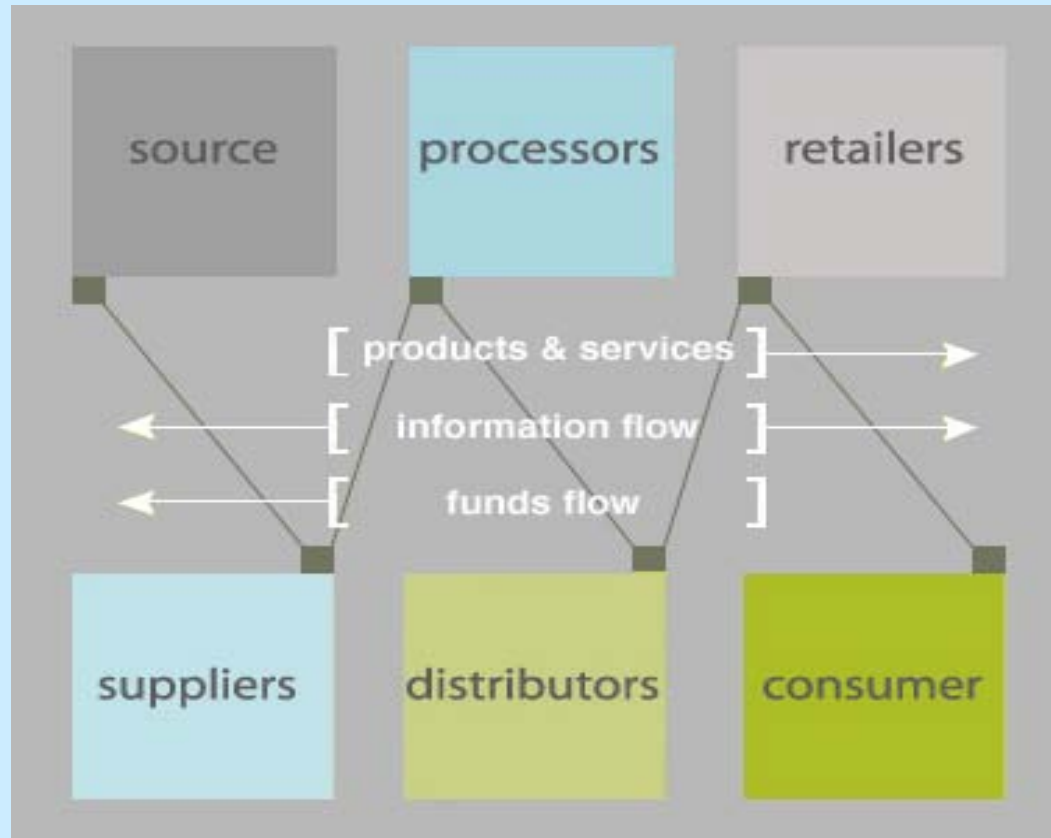 source
processors
retailers
[ products & services ]
[ information flow ]
[ funds flow ]
suppliers
distributors
consumer